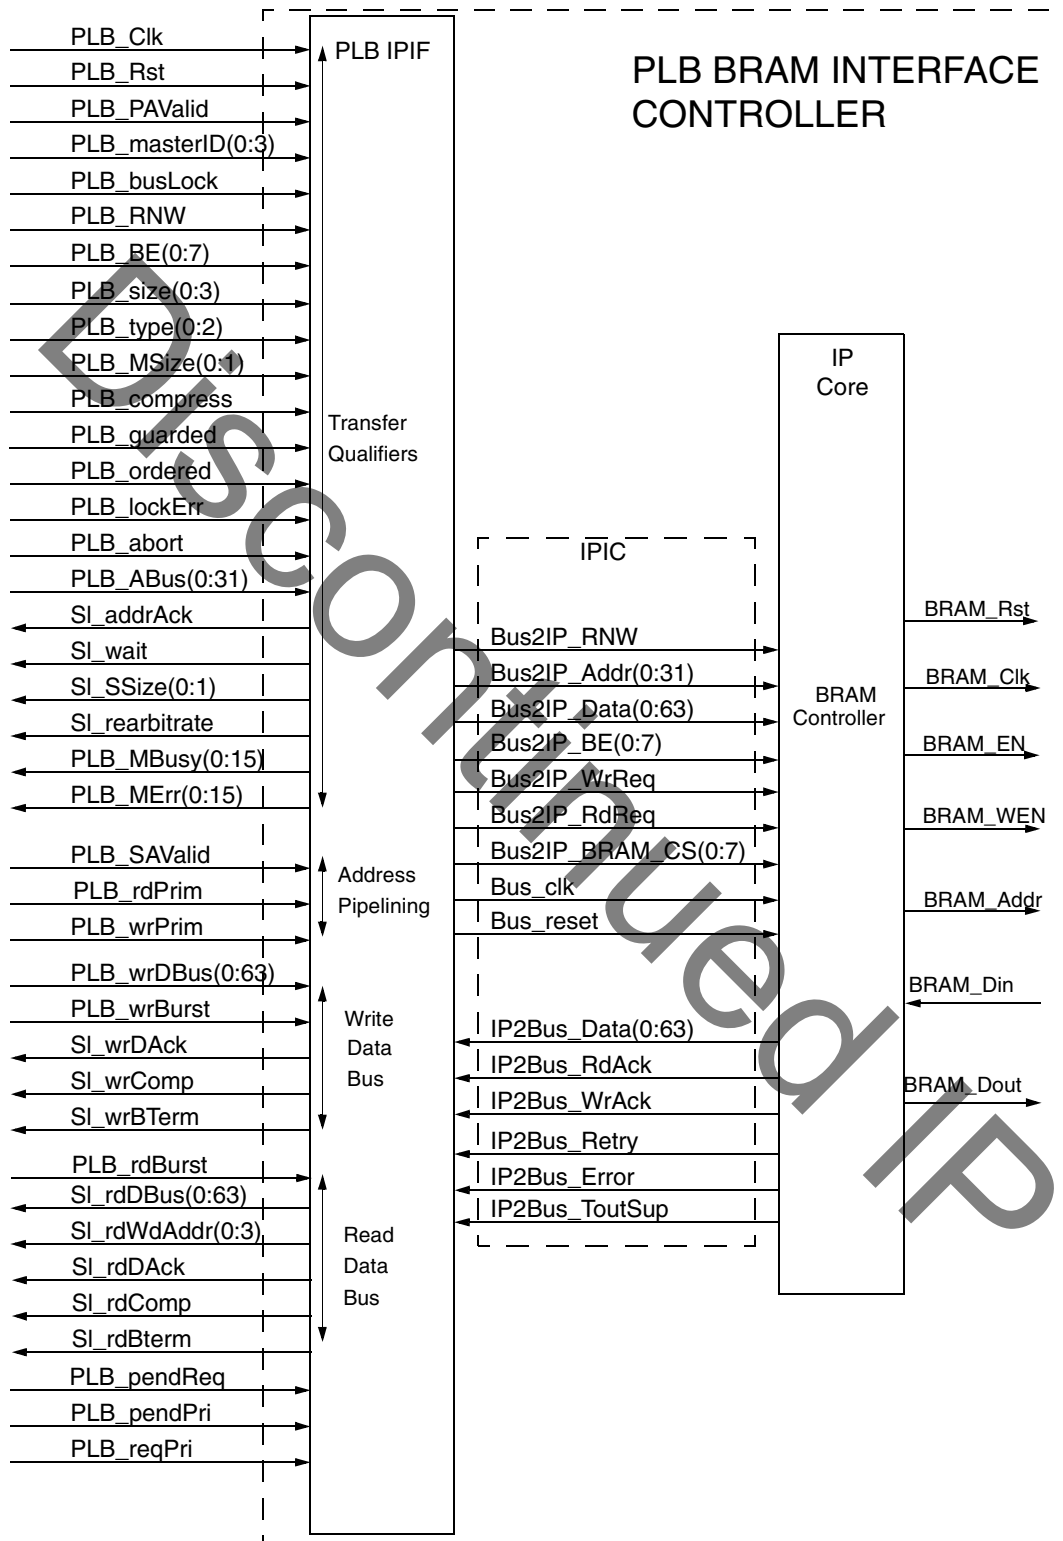 PLB BRAM INTERFACE
CONTROLLER
PLB_Clk
PLB_Rst
PLB_PAValid
PLB_masterID(0:3)
PLB_busLock
PLB_RNW
PLB_BE(0:7)
PLB_size(0:3)
PLB_type(0:2)
PLB_MSize(0:1)
PLB_compress
PLB_guarded
PLB_ordered
PLB_lockErr
PLB_abort
PLB_ABus(0:31)
Sl_addrAck
Sl_wait
Sl_SSize(0:1)
Sl_rearbitrate
PLB_MBusy(0:15)
PLB_MErr(0:15)
PLB_SAValid
PLB_rdPrim
PLB_wrPrim
PLB_wrDBus(0:63)
PLB_wrBurst
Sl_wrDAck
Sl_wrComp
Sl_wrBTerm
PLB_rdBurst
Sl_rdDBus(0:63)
Sl_rdWdAddr(0:3)
Sl_rdDAck
Sl_rdComp
Sl_rdBterm
PLB_pendReq
PLB_pendPri
PLB_reqPri
PLB IPIF
Transfer
Qualifiers
Address
Pipelining
Write
Data
Bus
Read
Data
Bus
IPIC
Bus2IP_RNW
Bus2IP_Addr(0:31)
Bus2IP_Data(0:63)
Bus2IP_BE(0:7)
Bus2IP_WrReq
Bus2IP_RdReq
Bus2IP_BRAM_CS(0:7)
Bus_clk
Bus_reset
IP2Bus_Data(0:63)
IP2Bus_RdAck
IP2Bus_WrAck
IP2Bus_Retry
IP2Bus_Error
IP2Bus_ToutSup
IP
Core
BRAM
Controller
BRAM_Rst
BRAM_Clk
BRAM_EN
BRAM_WEN
BRAM_Addr
BRAM_Din
BRAM_Dout
Discontinued IP